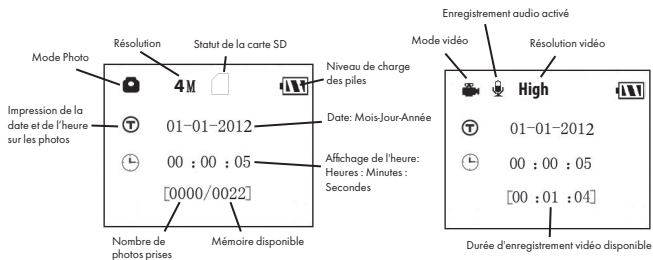 Enregistrement audio activé
Résolution
Statut de la carte SD
Mode vidéo
Résolution vidéo
Mode Photo
Niveau de charge
des piles
4M
High
Impression de la
date et de l'heure
sur les photos
T
01-01-2012
Date: Mois-Jour-Année
T
01-01-2012
00 : 00 : 05
Affichage de l'heure:
Heures : Minutes :
Secondes
00 : 00 : 05
[0000/0022]
[00 : 01 : 04]
Nombre de
photos prises
Mémoire disponible
Durée d'enregistrement vidéo disponible